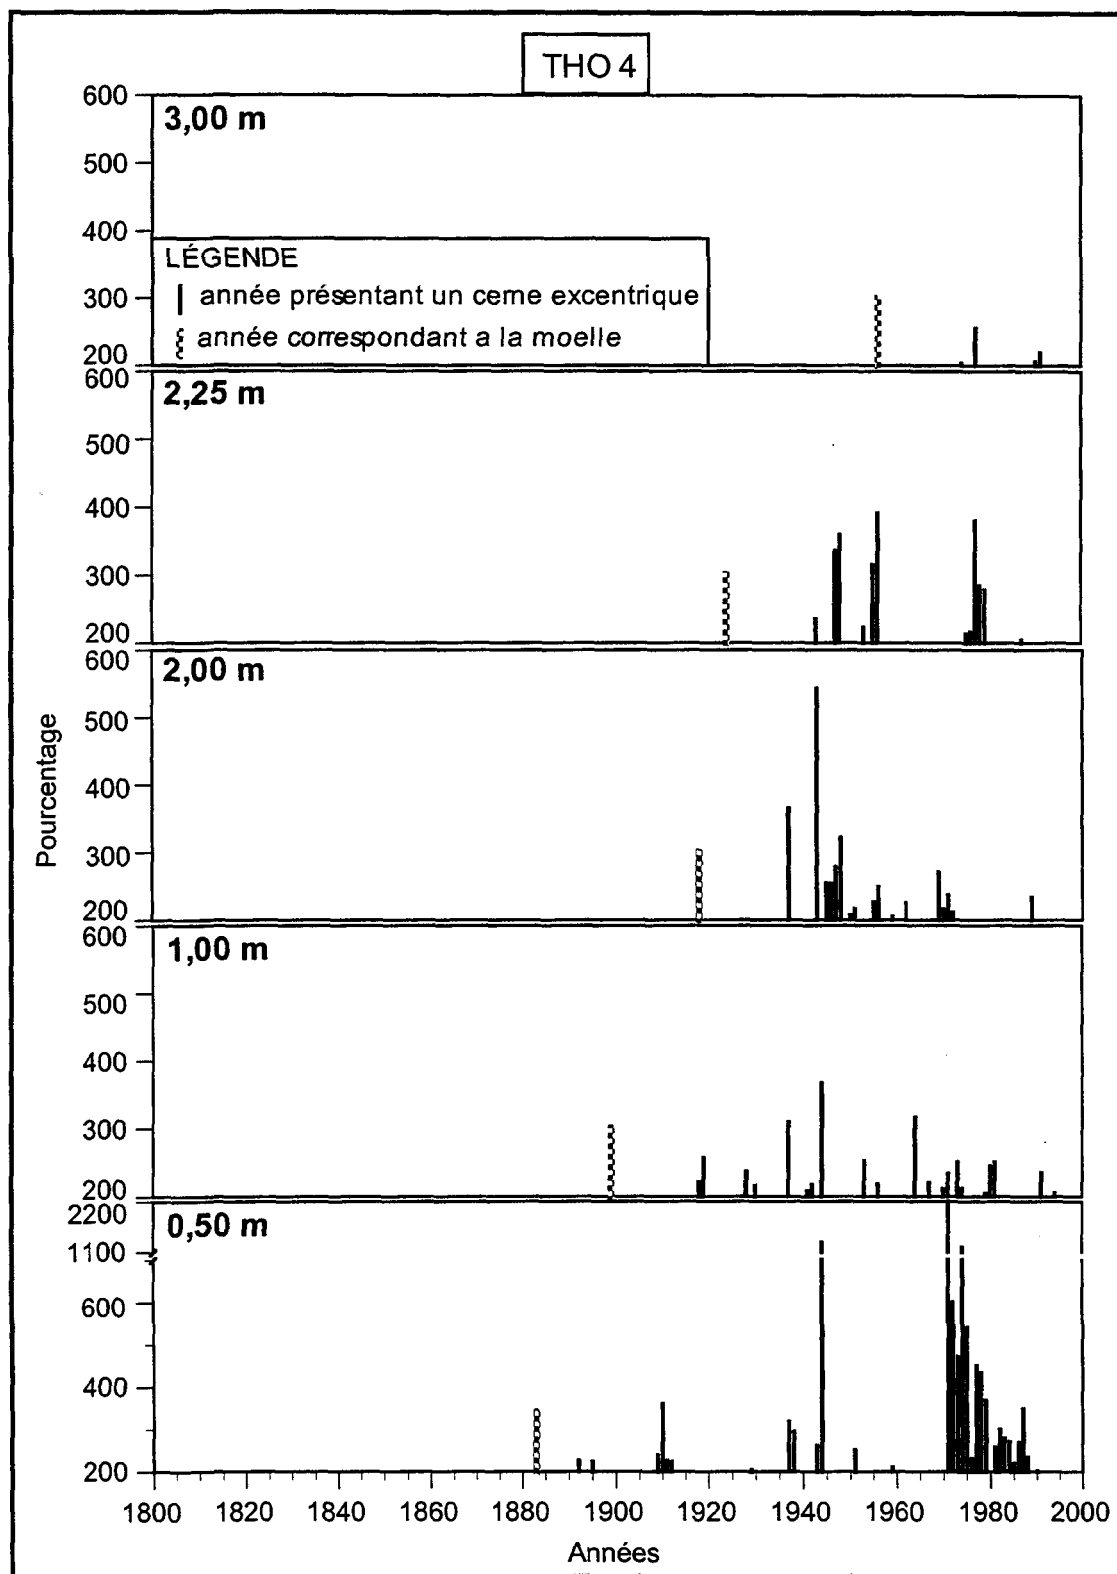 THO 4
600
3,00 m
500
400
LÉGENDE
année présentant un cerne excentrique
300
année correspondant a la moelle
200
600
2,25 m
500
400
300
200
600
2,00 m
500
400
300
200
600
1,00 m
500
400
300
200
2200
0,50 m
1100
600
400
200
Pourcentage
1800 1820 1840 1860 1880 1900 1920 1940 1960 1980 2000
Années